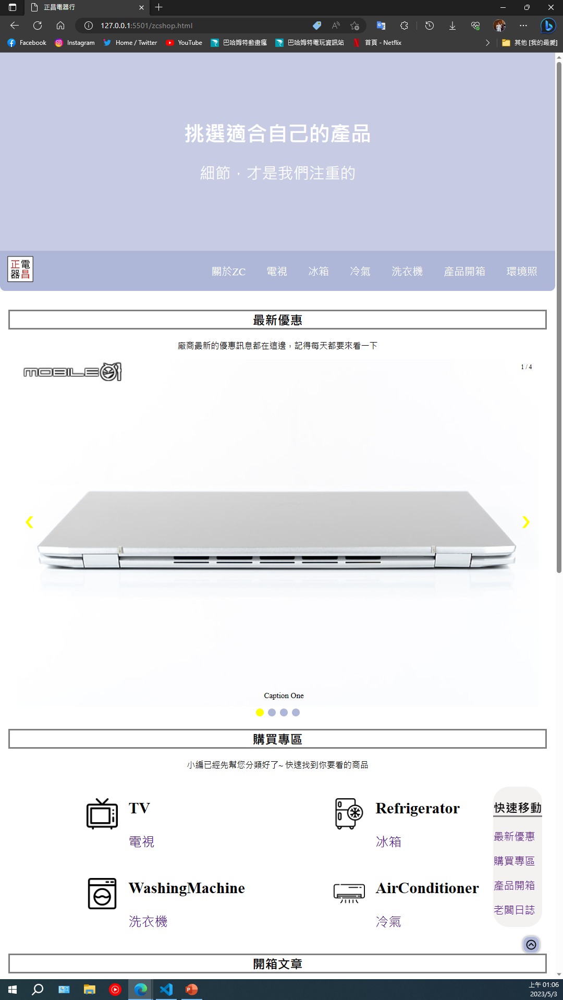 正昌電器行
127.0.0.1:5501/zcshop.html
Facebook Instagram Home / Twitter YouTube 巴哈姆特動畫瘋 巴哈姆特電玩資訊站 首頁 - Netflix 其他 [我的最愛]
挑選適合自己的產品
細節，才是我們注重的
正電
器昌
關於ZC 電視 冰箱 冷氣 洗衣機 產品開箱 環境照
最新優惠
廠商最新的優惠訊息都在這邊，記得每天都要來看一下
MOBILE01
1 / 4
❮ ❯
Caption One
購買專區
小編已經先幫您分類好了~ 快速找到你要看的商品
TV
電視
Refrigerator
冰箱
WashingMachine
洗衣機
AirConditioner
冷氣
快速移動
最新優惠
購買專區
產品開箱
老闆日誌
開箱文章
上午 01:06
2023/5/3